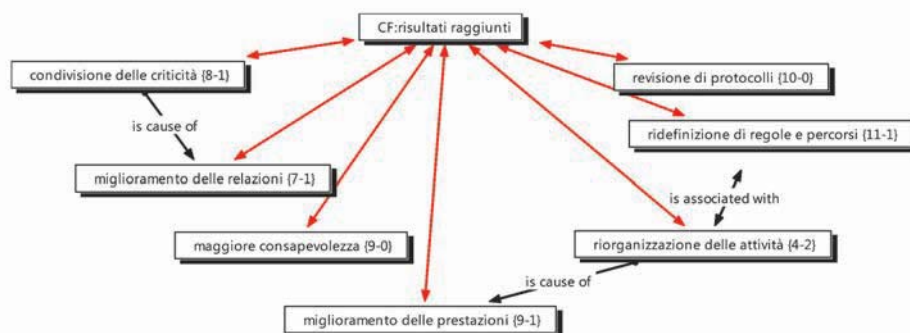 CF:risultati raggiunti
condivisione delle criticità {8-1}
revisione di protocolli {10-0}
is cause of
ridefinizione di regole e percorsi {11-1}
miglioramento delle relazioni {7-1}
is associated with
maggiore consapevolezza {9-0}
riorganizzazione delle attività {4-2}
is cause of
miglioramento delle prestazioni {9-1}